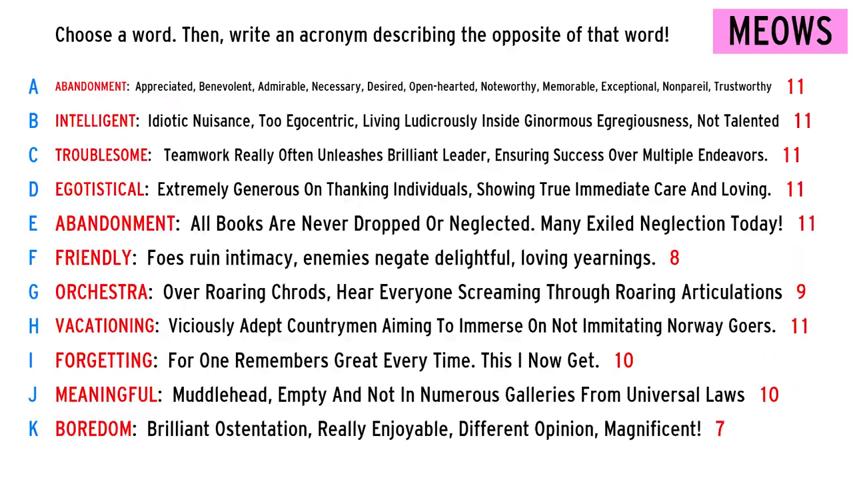 Choose a word. Then, write an acronym describing the opposite of that word!
MEOWS
A ABANDONMENT: Appreciated, Benevolent, Admirable, Necessary, Desired, Open-hearted, Noteworthy, Memorable, Exceptional, Nonpareil, Trustworthy 11
B INTELLIGENT: Idiotic Nuisance, Too Egocentric, Living Ludicrously Inside Ginormous Egregiousness, Not Talented 11
C TROUBLESOME: Teamwork Really Often Unleashes Brilliant Leader, Ensuring Success Over Multiple Endeavors. 11
D EGOTISTICAL: Extremely Generous On Thanking Individuals, Showing True Immediate Care And Loving. 11
E ABANDONMENT: All Books Are Never Dropped Or Neglected. Many Exiled Neglection Today! 11
F FRIENDLY: Foes ruin intimacy, enemies negate delightful, loving yearnings. 8
G ORCHESTRA: Over Roaring Chrods, Hear Everyone Screaming Through Roaring Articulations 9
H VACATIONING: Viciously Adept Countrymen Aiming To Immerse On Not Immitating Norway Goers. 11
I FORGETTING: For One Remembers Great Every Time. This I Now Get. 10
J MEANINGFUL: Muddlehead, Empty And Not In Numerous Galleries From Universal Laws 10
K BOREDOM: Brilliant Ostentation, Really Enjoyable, Different Opinion, Magnificent! 7